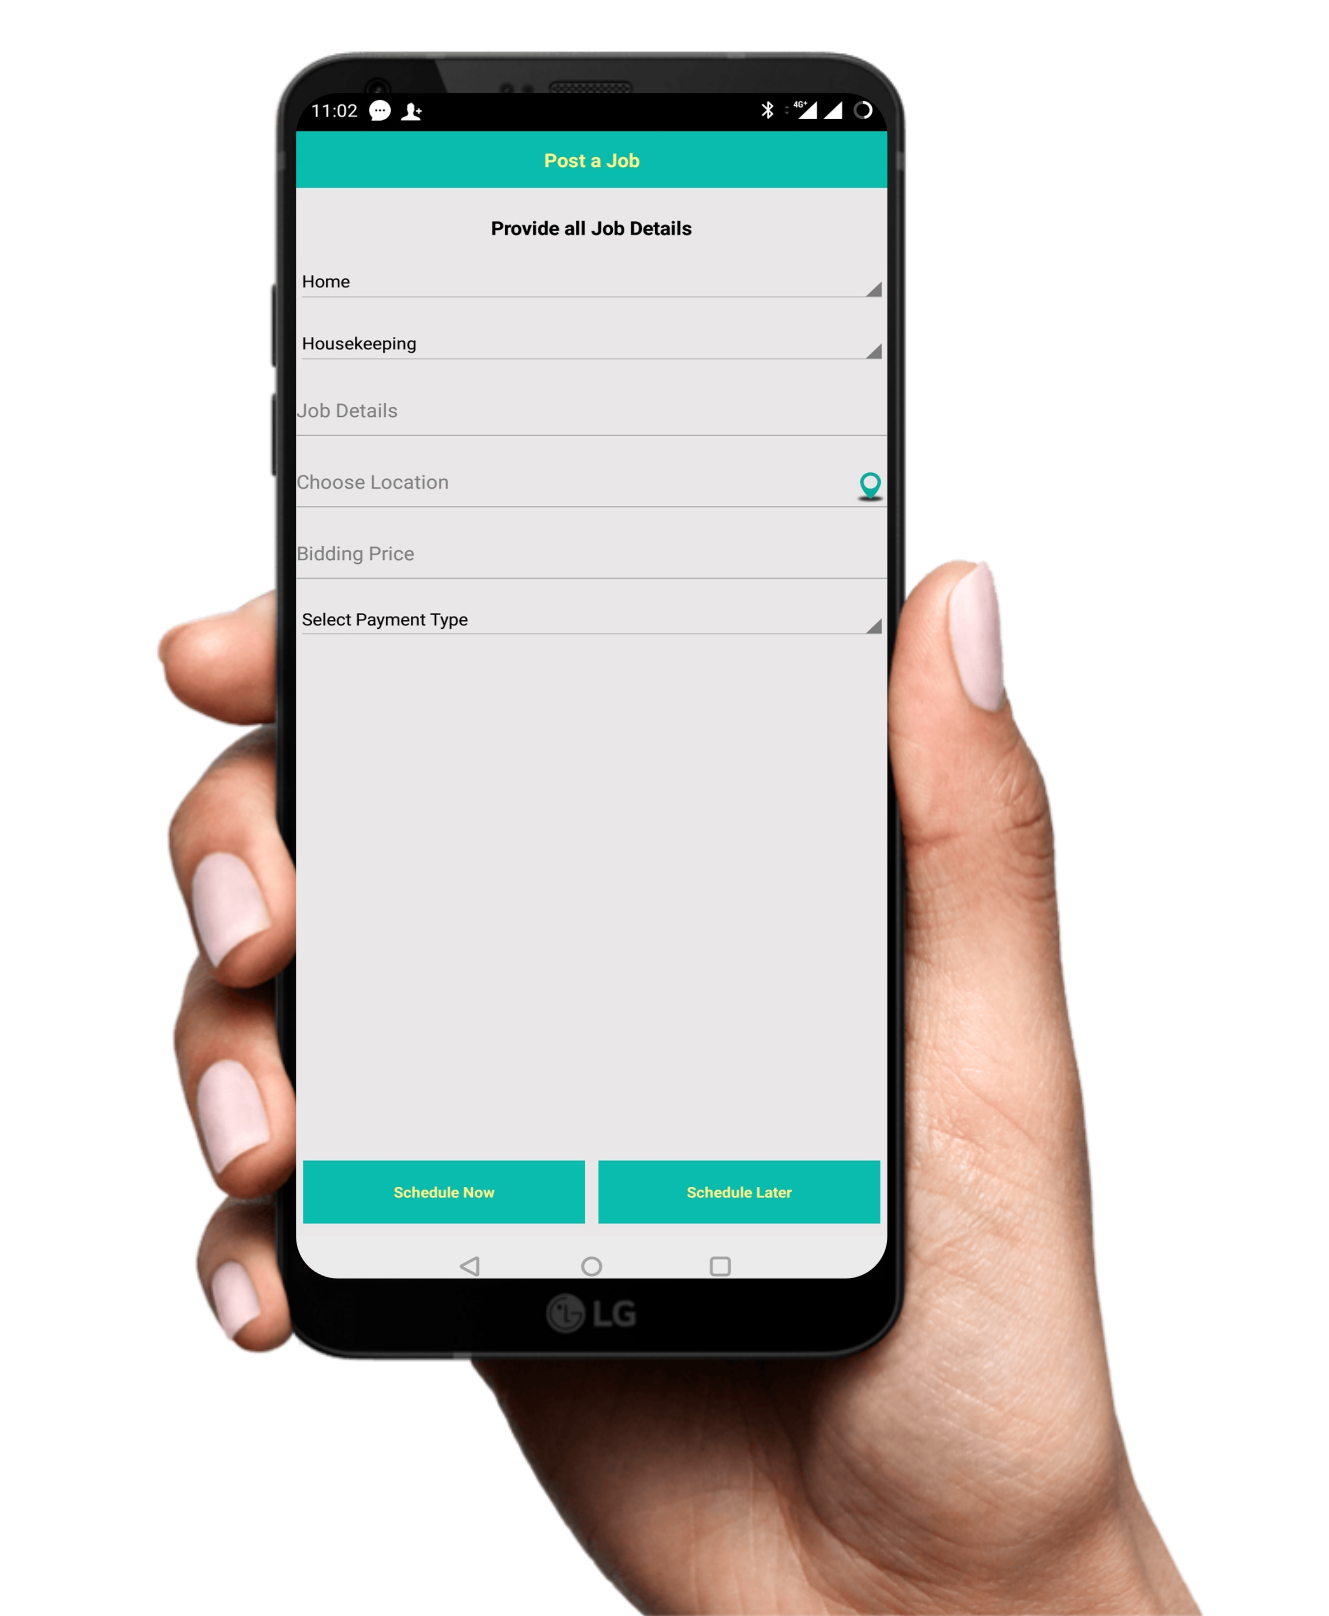 11:02 4G+
Post a Job
Provide all Job Details
Home
Housekeeping
Job Details
Choose Location
Bidding Price
Select Payment Type
Schedule Now Schedule Later
LG